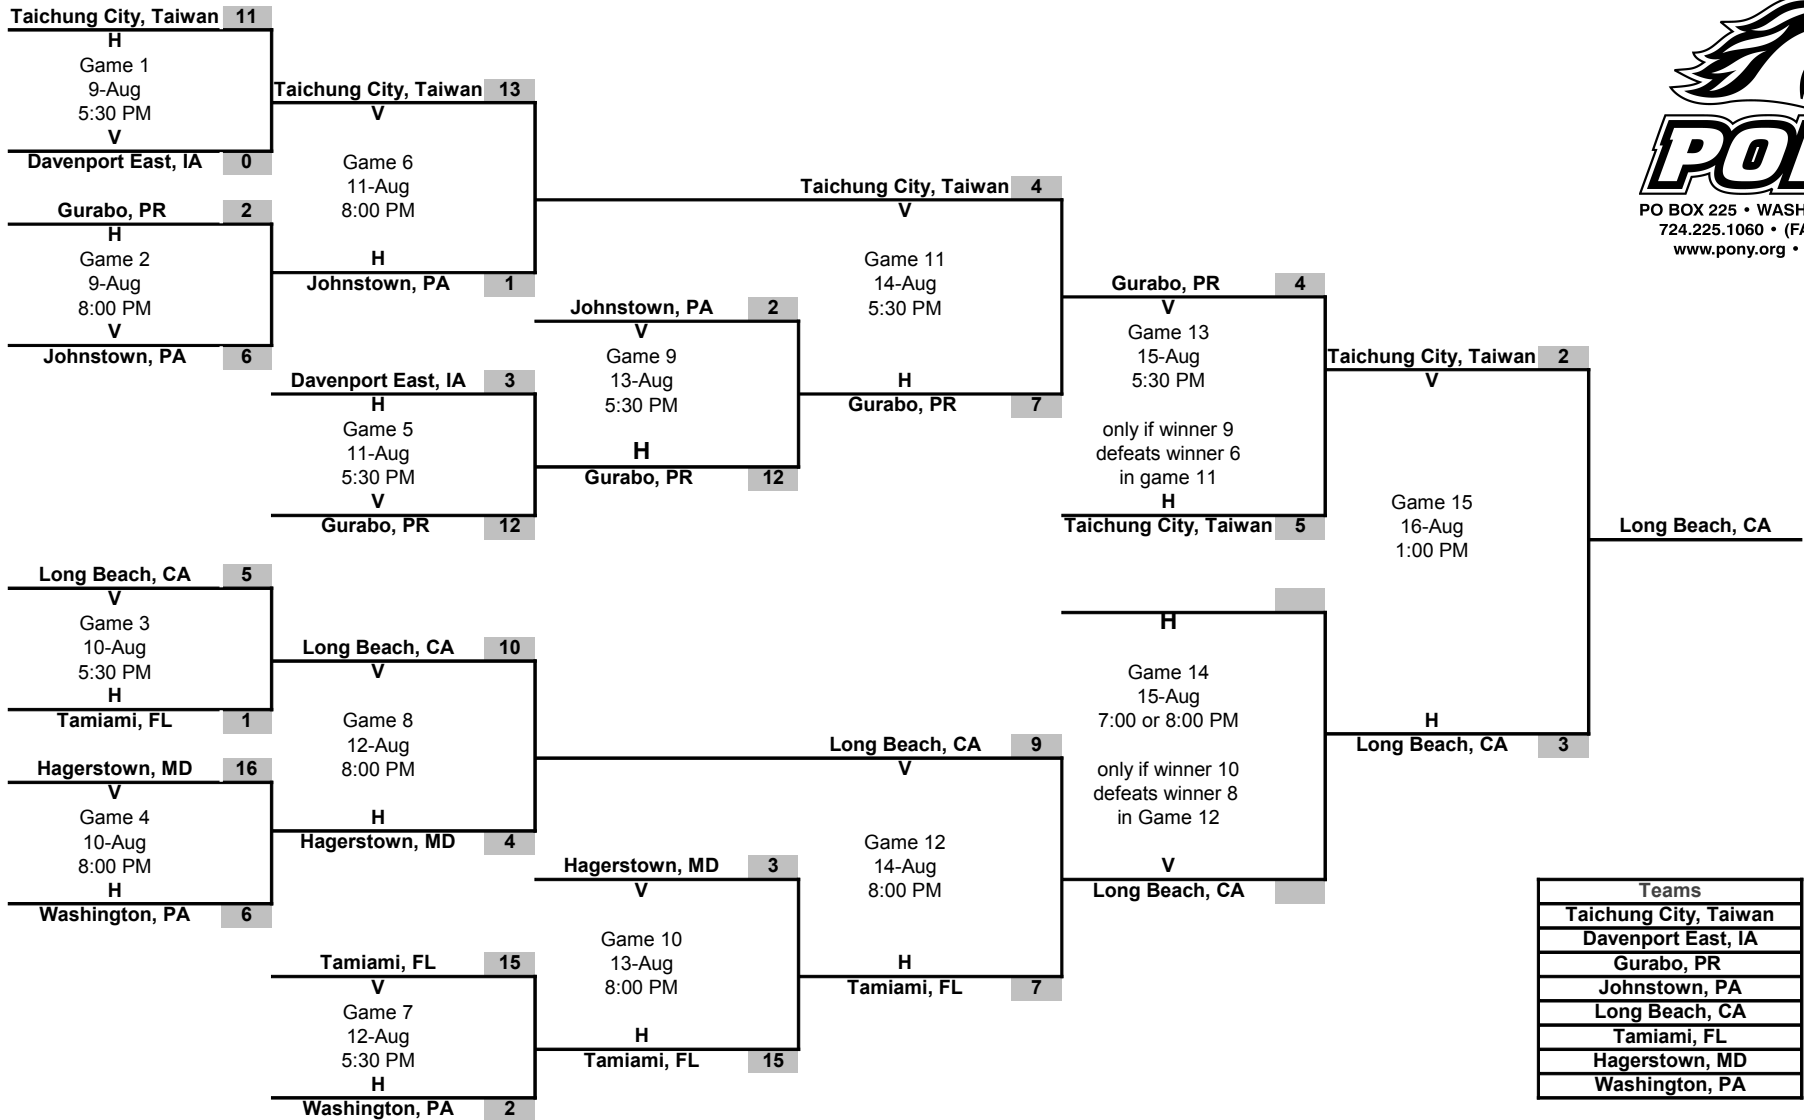 Taichung City, Taiwan 11
H
Game 1
9-Aug
5:30 PM
V
Davenport East, IA 0
Gurabo, PR 2
H
Game 2
9-Aug
8:00 PM
V
Johnstown, PA 6
Taichung City, Taiwan 13
V
Game 6
11-Aug
8:00 PM
H
Johnstown, PA 1
Davenport East, IA 3
H
Game 5
11-Aug
5:30 PM
V
Gurabo, PR 12
Johnstown, PA 2
V
Game 9
13-Aug
5:30 PM
H
Gurabo, PR 12
Taichung City, Taiwan 4
V
Game 11
14-Aug
5:30 PM
H
Gurabo, PR 7
Gurabo, PR 4
V
Game 13
15-Aug
5:30 PM
only if winner 9
defeats winner 6
in game 11
H
Taichung City, Taiwan 5
Taichung City, Taiwan 2
V
Game 15
16-Aug
1:00 PM
H
Long Beach, CA 3
Long Beach, CA
Long Beach, CA 5
V
Game 3
10-Aug
5:30 PM
H
Tamiami, FL 1
Hagerstown, MD 16
V
Game 4
10-Aug
8:00 PM
H
Washington, PA 6
Long Beach, CA 10
V
Game 8
12-Aug
8:00 PM
H
Hagerstown, MD 4
Tamiami, FL 15
V
Game 7
12-Aug
5:30 PM
H
Washington, PA 2
Hagerstown, MD 3
V
Game 10
13-Aug
8:00 PM
H
Tamiami, FL 15
Long Beach, CA 9
V
Game 12
14-Aug
8:00 PM
H
Tamiami, FL 7
H
Game 14
15-Aug
7:00 or 8:00 PM
only if winner 10
defeats winner 8
in Game 12
V
Long Beach, CA
PO BOX 225 •
724.225.1060 •
www.pony.org •
Teams
Taichung City, Taiwan
Davenport East, IA
Gurabo, PR
Johnstown, PA
Long Beach, CA
Tamiami, FL
Hagerstown, MD
Washington, PA